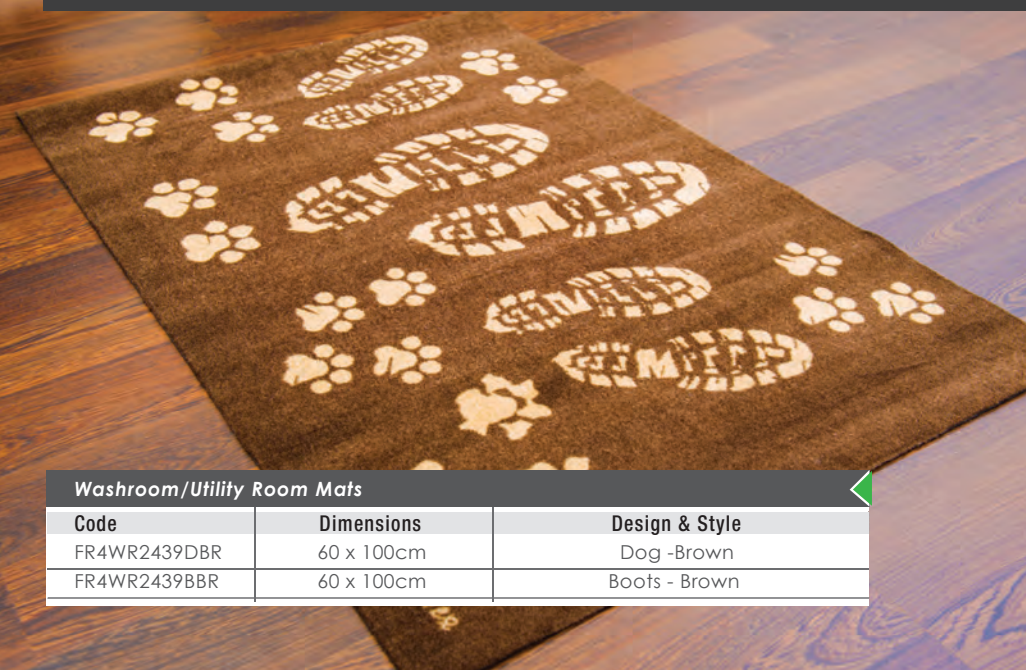 Washroom/Utility Room Mats
Code Dimensions Design & Style
FR4WR2439DBR 60 x 100cm Dog -Brown
FR4WR2439BBR 60 x 100cm Boots - Brown